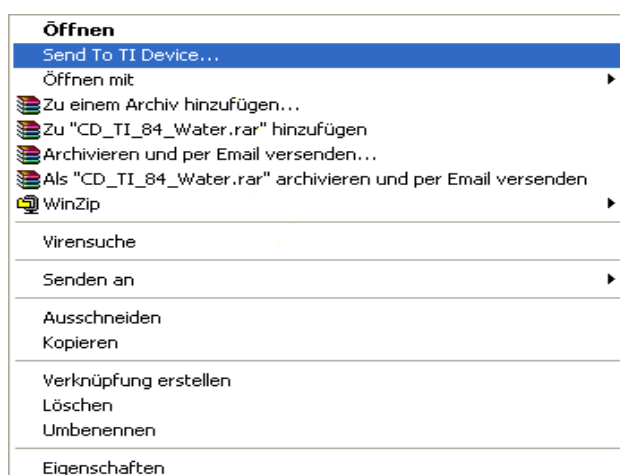 Öffnen
Send To TI Device...
Öffnen mit
Zu einem Archiv hinzufügen...
Zu "CD_TI_84_Water.rar" hinzufügen
Archivieren und per Email versenden...
Als "CD_TI_84_Water.rar" archivieren und per Email versenden
WinZip
Virensuche
Senden an
Ausschneiden
Kopieren
Verknüpfung erstellen
Löschen
Umbenennen
Eigenschaften